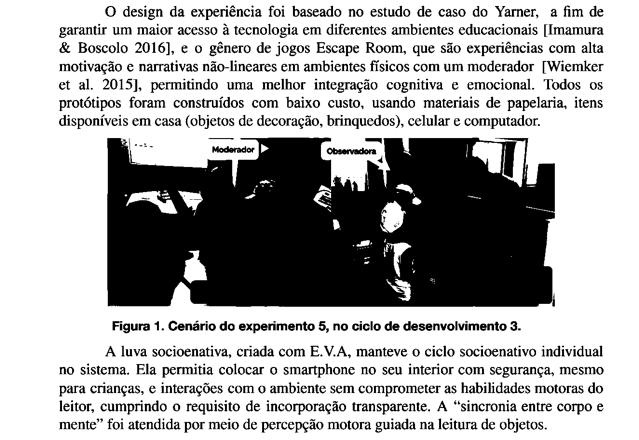 O design da experiência foi baseado no estudo de caso do Yarner, a fim de
garantir um maior acesso à tecnologia em diferentes ambientes educacionais [Imamura
& Boscolo 2016], e o gênero de jogos Escape Room, que são experiências com alta
motivação e narrativas não-lineares em ambientes físicos com um moderador [Wiemker
et al. 2015], permitindo uma melhor integração cognitiva e emocional. Todos os
protótipos foram construídos com baixo custo, usando materiais de papelaria, itens
disponíveis em casa (objetos de decoração, brinquedos), celular e computador.
Moderador
Observadora
Figura 1. Cenário do experimento 5, no ciclo de desenvolvimento 3.
A luva socioenativa, criada com E.V.A, manteve o ciclo socioenativo individual
no sistema. Ela permitia colocar o smartphone no seu interior com segurança, mesmo
para crianças, e interações com o ambiente sem comprometer as habilidades motoras do
leitor, cumprindo o requisito de incorporação transparente. A “sincronia entre corpo e
mente” foi atendida por meio de percepção motora guiada na leitura de objetos.